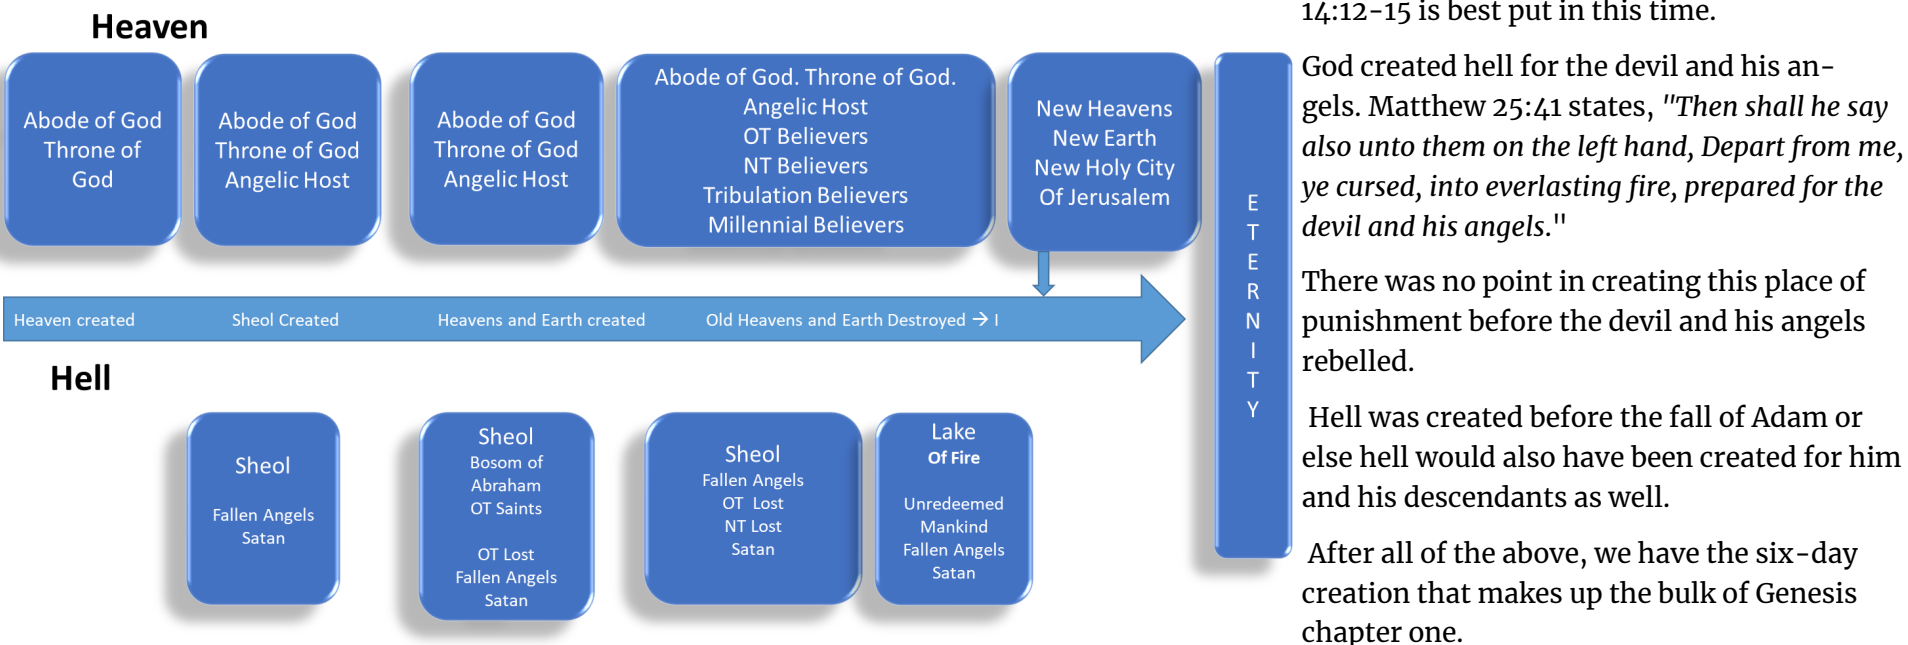 Heaven
Abode of God
Throne of
God
Abode of God
Throne of God
Angelic Host
Abode of God
Throne of God
Angelic Host
Abode of God. Throne of God.
Angelic Host
OT Believers
NT Believers
Tribulation Believers
Millennial Believers
New Heavens
New Earth
New Holy City
Of Jerusalem
E
T
E
R
N
I
T
Y
Heaven created
Sheol Created
Heavens and Earth created
Old Heavens and Earth Destroyed → I
Hell
Sheol
Fallen Angels
Satan
Sheol
Bosom of
Abraham
OT Saints
OT Lost
Fallen Angels
Satan
Sheol
Fallen Angels
OT Lost
NT Lost
Satan
Lake
Of Fire
Unredeemed
Mankind
Fallen Angels
Satan
14:12-15 is best put in this time.
God created hell for the devil and his an-
gels. Matthew 25:41 states, "Then shall he say
also unto them on the left hand, Depart from me,
ye cursed, into everlasting fire, prepared for the
devil and his angels."
There was no point in creating this place of
punishment before the devil and his angels
rebelled.
Hell was created before the fall of Adam or
else hell would also have been created for him
and his descendants as well.
After all of the above, we have the six-day
creation that makes up the bulk of Genesis
chapter one.